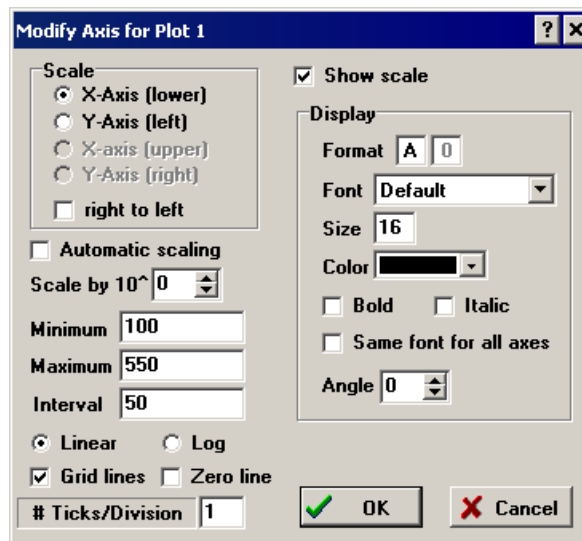 Modify Axis for Plot 1
Scale
X-Axis (lower)
Y-Axis (left)
X-axis (upper)
Y-Axis (right)
right to left
Automatic scaling
Scale by 10^ 0
Minimum 100
Maximum 550
Interval 50
Linear Log
Grid lines Zero line
# Ticks/Division 1
Show scale
Display
Format A 0
Font Default
Size 16
Color
Bold Italic
Same font for all axes
Angle 0
OK Cancel